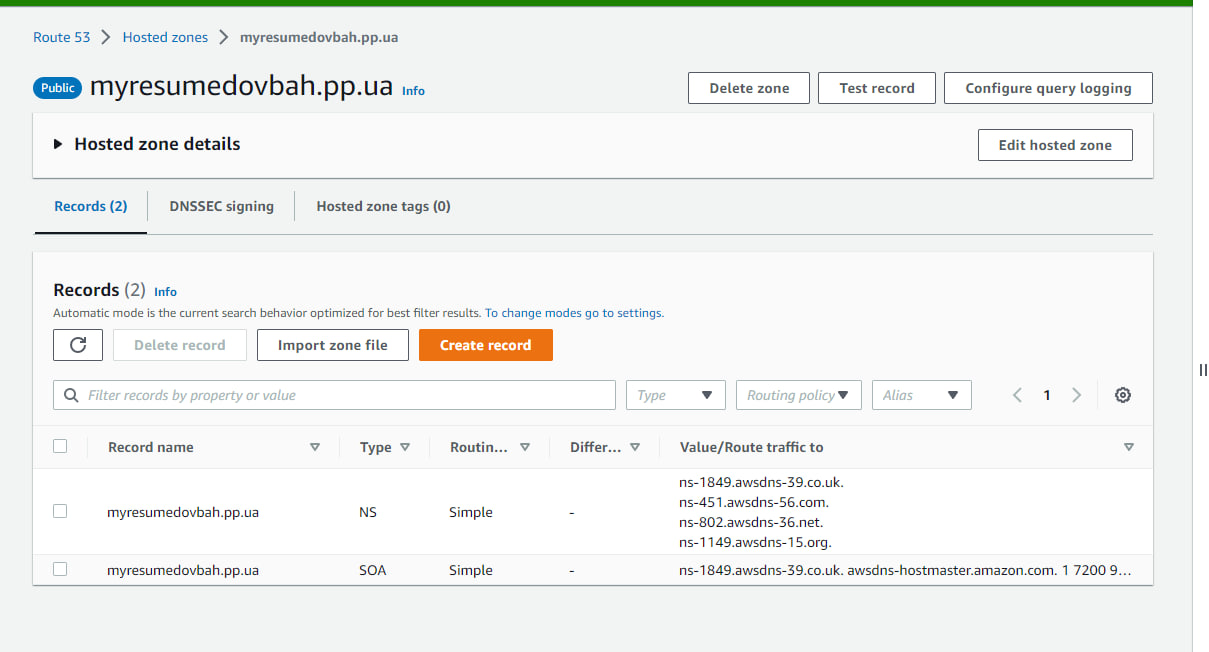 Route 53 > Hosted zones > myresumedovbah.pp.ua
Public myresumedovbah.pp.ua Info
Delete zone Test record Configure query logging
Hosted zone details
Edit hosted zone
Records (2) DNSSEC signing Hosted zone tags (0)
Records (2) Info
Automatic mode is the current search behavior optimized for best filter results. To change modes go to settings.
Delete record Import zone file Create record
Filter records by property or value Type Routing policy Alias 1
Record name Type Routin... Differ... Value/Route traffic to
ns-1849.awsdns-39.co.uk.
ns-451.awsdns-56.com.
myresumedovbah.pp.ua NS Simple -
ns-802.awsdns-36.net.
ns-1149.awsdns-15.org.
myresumedovbah.pp.ua SOA Simple - ns-1849.awsdns-39.co.uk. awsdns-hostmaster.amazon.com. 1 7200 9...